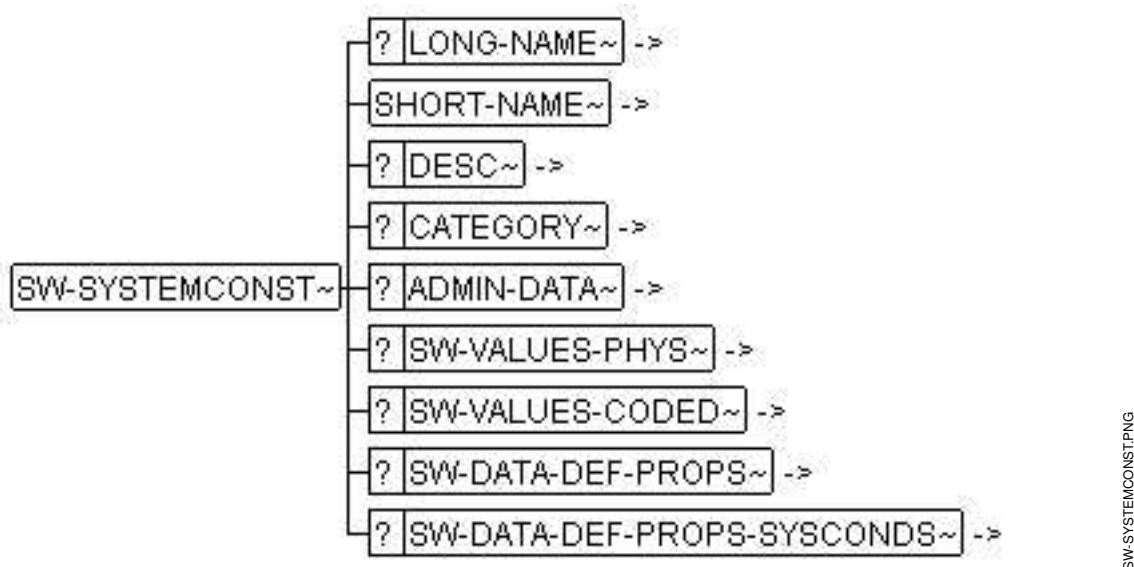 ? LONG-NAME~ ->
SHORT-NAME~ ->
? DESC~ ->
? CATEGORY~ ->
SW-SYSTEMCONST~ ? ADMIN-DATA~ ->
? SW-VALUES-PHYS~ ->
? SW-VALUES-CODED~ ->
? SW-DATA-DEF-PROPS~ ->
? SW-DATA-DEF-PROPS-SYSCONDS~ ->
SW-SYSTEMCONST.PNG